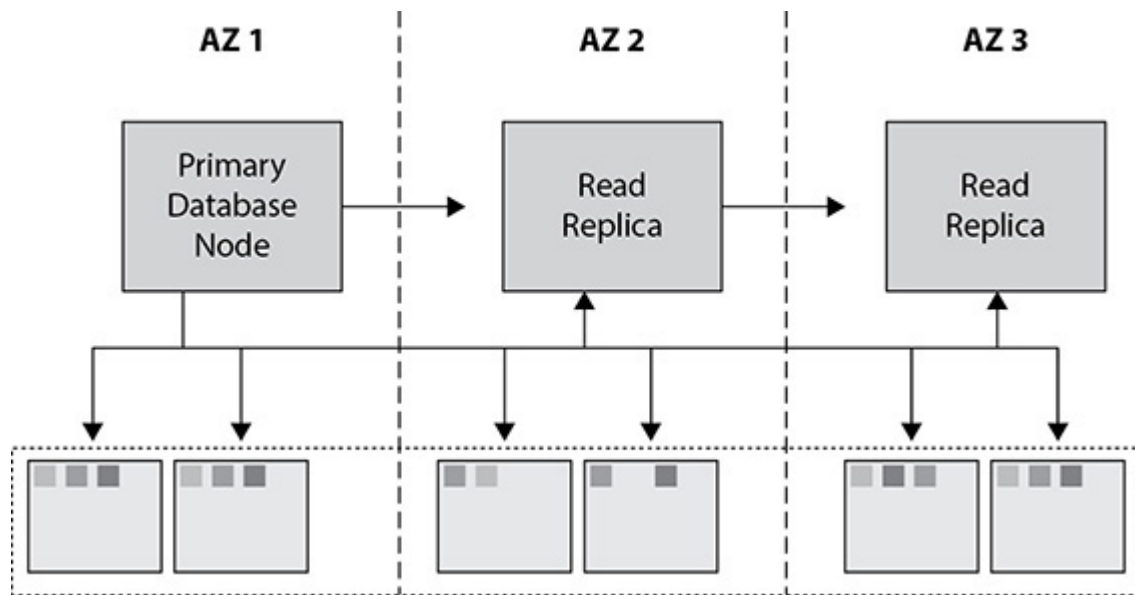 AZ 1
AZ 2
AZ 3
Primary
Database
Node
Read
Replica
Read
Replica